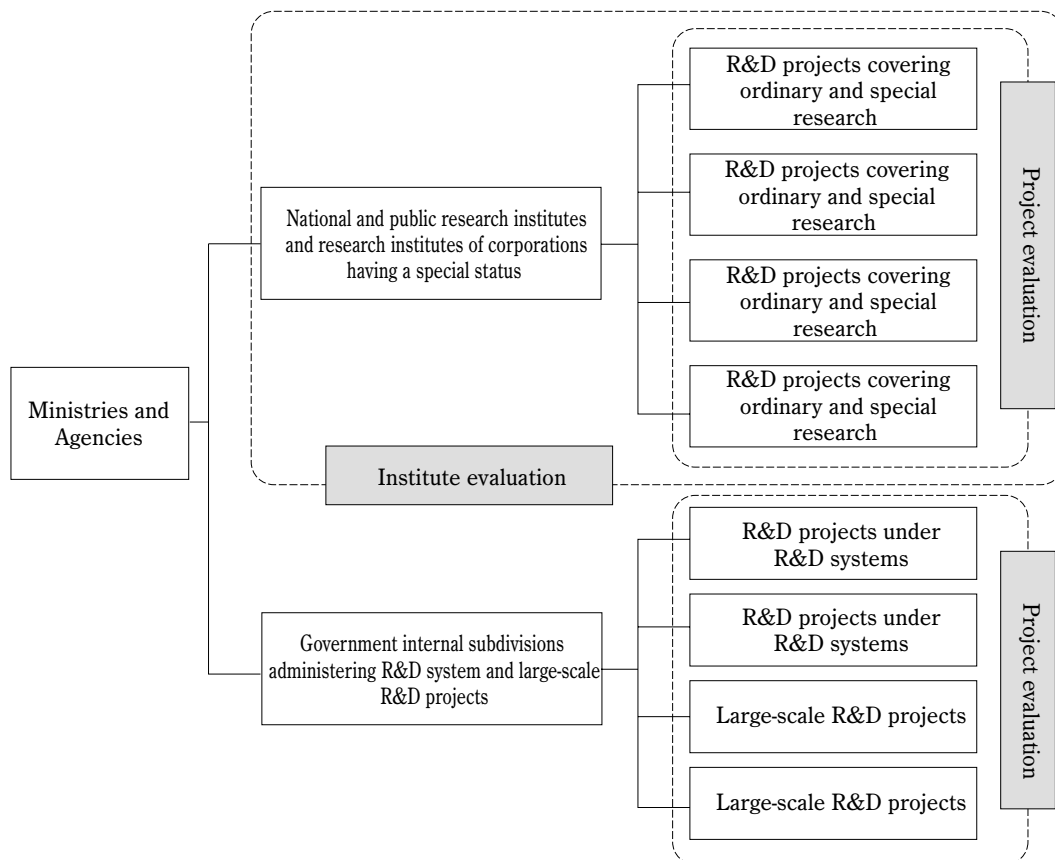 R&D projects covering
ordinary and special
research
R&D projects covering
ordinary and special
research
National and public research institutes
and research institutes of corporations
having a special status
R&D projects covering
ordinary and special
research
R&D projects covering
ordinary and special
research
Project evaluation
Ministries and
Agencies
Institute evaluation
R&D projects under
R&D systems
R&D projects under
R&D systems
Government internal subdivisions
administering R&D system and large-scale
R&D projects
Large-scale R&D projects
Large-scale R&D projects
Project evaluation